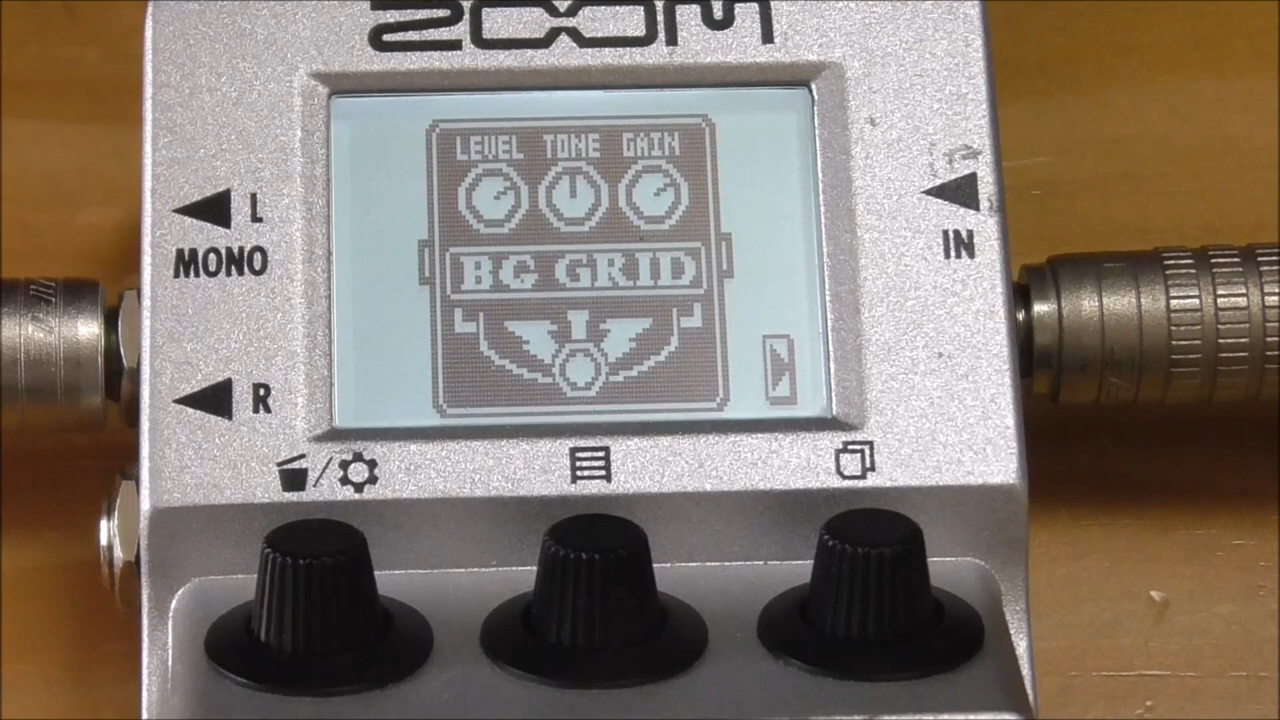 ZOOM
LEVEL TONE GAIN
L
MONO
IN
BG GRID
R